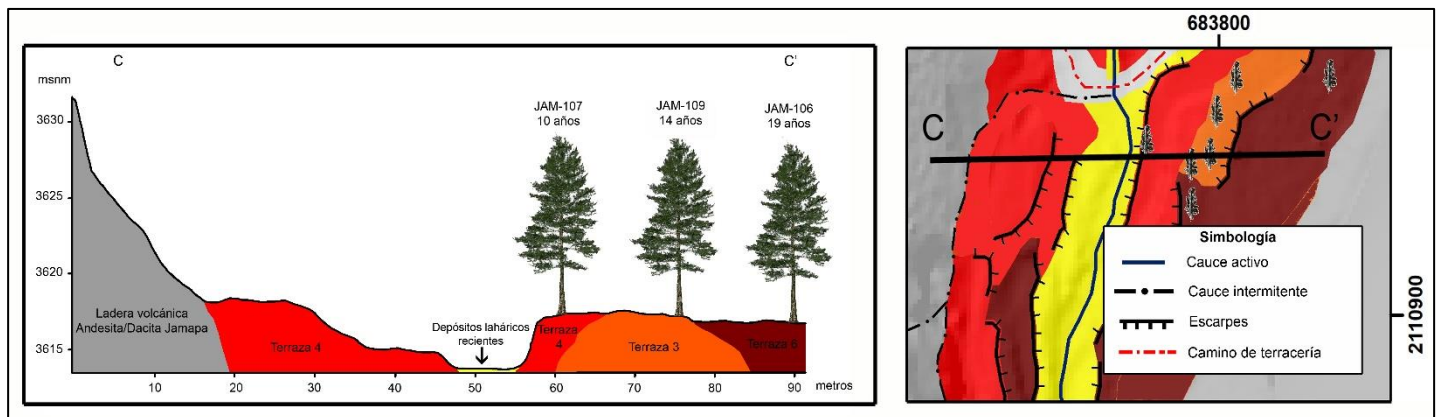 C
C'
msnm
3630
3625
3620
3615
JAM-107
10 años
JAM-109
14 años
JAM-106
19 años
Ladera volcánica
Andesita/Dacita Jamapa
Terraza 4
Depósitos laháricos
recientes
Terraza
4
Terraza 3
Terraza 6
10
20
30
40
50
60
70
80
90
metros
683800
C
C'
Simbología
Cauce activo
Cauce intermitente
Escarpes
Camino de terracería
2110900